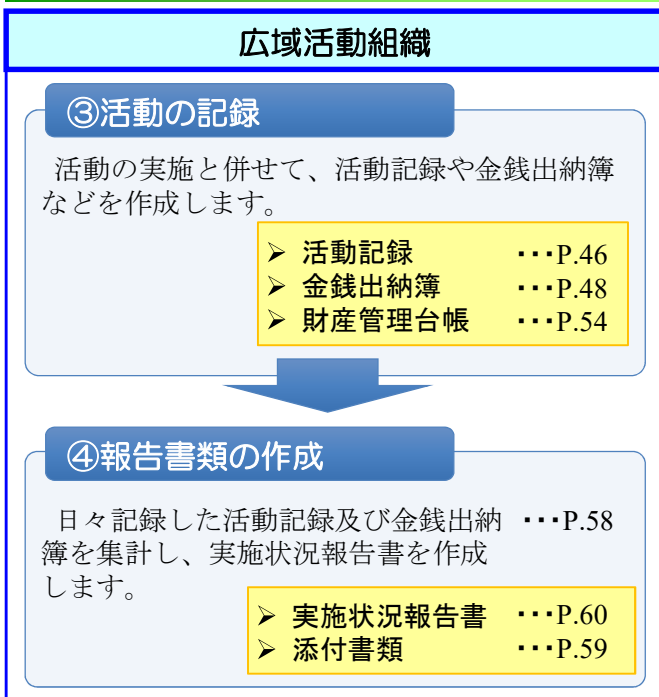 広域活動組織
③活動の記録
活動の実施と併せて、活動記録や金銭出納簿
などを作成します。
➢ 活動記録 ・・・P.46
➢ 金銭出納簿 ・・・P.48
➢ 財産管理台帳 ・・・P.54
④報告書類の作成
日々記録した活動記録及び金銭出納 ・・・P.58
簿を集計し、実施状況報告書を作成
します。
➢ 実施状況報告書 ・・・P.60
➢ 添付書類 ・・・P.59